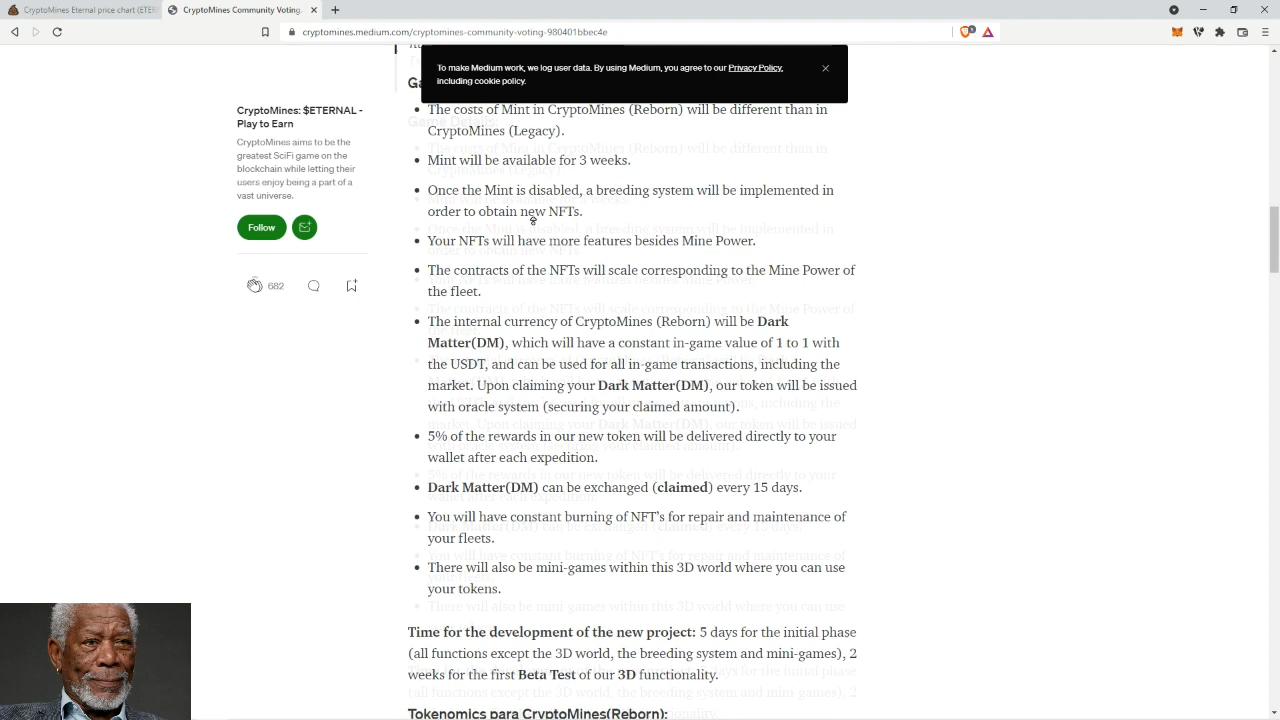 CryptoMines Eternal price chart (ETER
CryptoMines Community Voting.
cryptomines.medium.com/cryptomines-community-voting-980401bbec4e
To make Medium work, we log user data. By using Medium, you agree to our Privacy Policy,
including cookie policy.
CryptoMines: $ETERNAL -
Play to Earn
CryptoMines aims to be the
greatest SciFi game on the
blockchain while letting their
users enjoy being a part of a
vast universe.
Follow
682
Game Details:
• The costs of Mint in CryptoMines (Reborn) will be different than in
CryptoMines (Legacy).
• Mint will be available for 3 weeks.
• Once the Mint is disabled, a breeding system will be implemented in
order to obtain new NFTs.
• Your NFTs will have more features besides Mine Power.
• The contracts of the NFTs will scale corresponding to the Mine Power of
the fleet.
• The internal currency of CryptoMines (Reborn) will be Dark
Matter(DM), which will have a constant in-game value of 1 to 1 with
the USDT, and can be used for all in-game transactions, including the
market. Upon claiming your Dark Matter(DM), our token will be issued
with oracle system (securing your claimed amount).
• 5% of the rewards in our new token will be delivered directly to your
wallet after each expedition.
• Dark Matter(DM) can be exchanged (claimed) every 15 days.
• You will have constant burning of NFT's for repair and maintenance of
your fleets.
• There will also be mini-games within this 3D world where you can use
your tokens.
Time for the development of the new project: 5 days for the initial phase
(all functions except the 3D world, the breeding system and mini-games), 2
weeks for the first Beta Test of our 3D functionality.
Tokenomics para CryptoMines(Reborn):